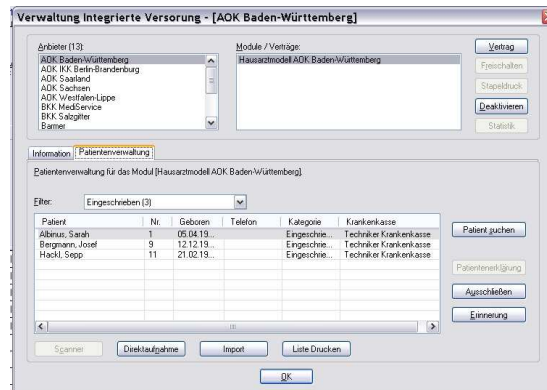 Verwaltung Integrierte Versorung - [AOK Baden-Württemberg]
Anbieter (13):
AOK Baden-Württemberg
AOK IKK Berlin-Brandenburg
AOK Saarland
AOK Sachsen
AOK Westfalen-Lippe
BKK MediService
BKK Salzgitter
Barmer
Module / Verträge:
Hausarztmodell AOK Baden-Württemberg
Vertrag
Freischalten
Stapeldruck
Deaktivieren
Statistik
Information Patientenverwaltung
Patientenverwaltung für das Modul [Hausarztmodell AOK Baden-Württemberg].
Filter: Eingeschrieben (3)
Patient Nr. Geboren Telefon Kategorie Krankenkasse
Albinus, Sarah 1 05.04.19... Eingeschrie... Techniker Krankenkasse
Bergmann, Josef 9 12.12.19... Eingeschrie... Techniker Krankenkasse
Hackl, Sepp 11 21.02.19... Eingeschrie... Techniker Krankenkasse
Patient suchen
Patientenerklärung
Ausschließen
Erinnerung
Scanner Direktaufnahme Import Liste Drucken
OK